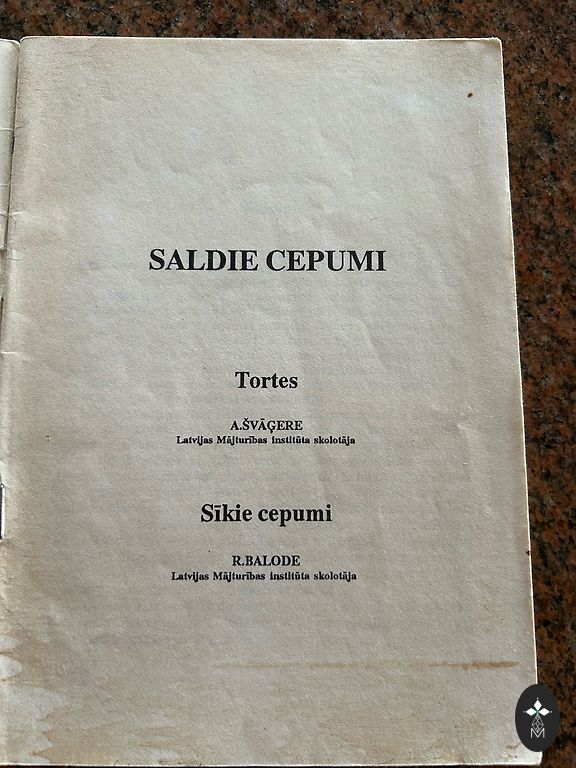 SALDIE CEPUMI
Tortes
A.ŠVĀĢERE
Latvijas Mājturības institūta skolotāja
Sīkie cepumi
R.BALODE
Latvijas Mājturības institūta skolotāja
M